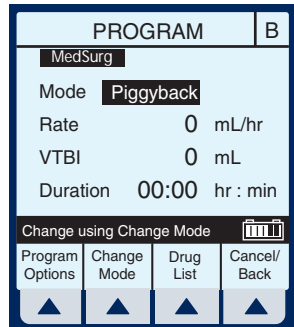 PROGRAM B
MedSurg
Mode Piggyback
Rate 0 mL/hr
VTBI 0 mL
Duration 00:00 hr : min
Change using Change Mode
Program Options
Change Mode
Drug List
Cancel/ Back